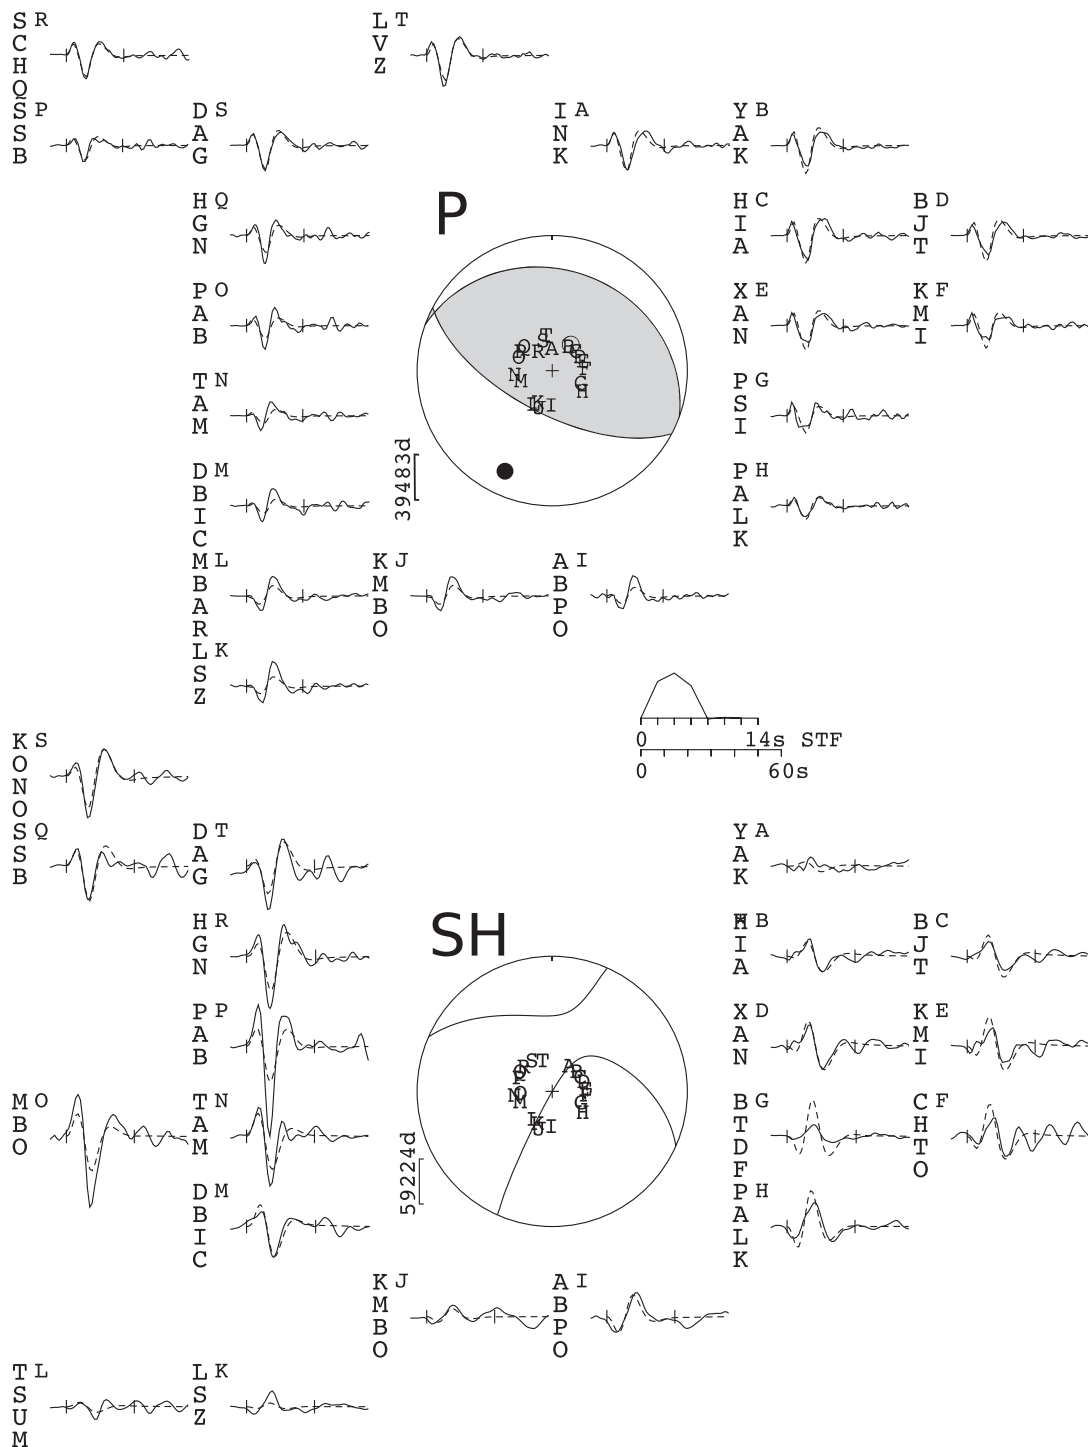 SCHQ R
LVZ T
SSB P
DAG S
INK A
YAK B
HGN Q
P
HIA C
BJT D
PAB O
XAN E
KMI F
TAM N
PSI G
39483d
DBIC M
PALK H
MBAR L
KMBO J
ABPO I
LSZ K
0 14s STF
0 60s
KONO S
SSB Q
DAG T
YAK A
HGN R
SH
HIA B
BJT C
PAB P
XAN D
KMI E
MBO O
TAM N
BTDF G
CHTO F
59224d
DBIC M
PALK H
KMBO J
ABPO I
TSUM L
LSZ K